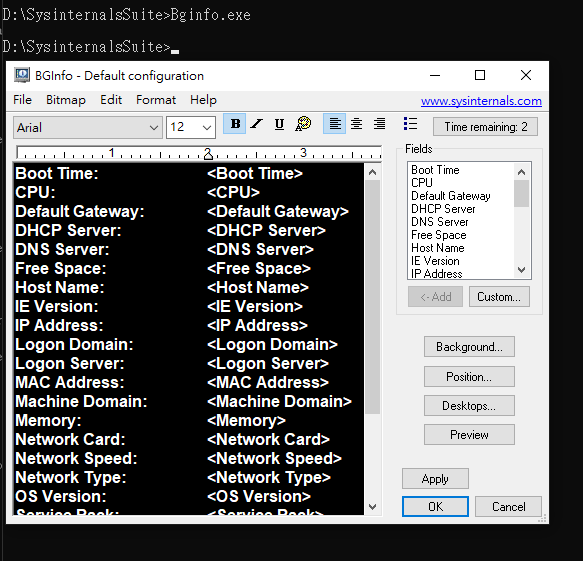 D:\SysinternalsSuite>Bginfo.exe
D:\SysinternalsSuite>
BGInfo - Default configuration
File Bitmap Edit Format Help www.sysinternals.com
Arial 12 B I U Time remaining: 2
1 2 3
Boot Time: <Boot Time>
CPU: <CPU>
Default Gateway: <Default Gateway>
DHCP Server: <DHCP Server>
DNS Server: <DNS Server>
Free Space: <Free Space>
Host Name: <Host Name>
IE Version: <IE Version>
IP Address: <IP Address>
Logon Domain: <Logon Domain>
Logon Server: <Logon Server>
MAC Address: <MAC Address>
Machine Domain: <Machine Domain>
Memory: <Memory>
Network Card: <Network Card>
Network Speed: <Network Speed>
Network Type: <Network Type>
OS Version: <OS Version>
Service Pack: <Service Pack>
Fields
Boot Time
CPU
Default Gateway
DHCP Server
DNS Server
Free Space
Host Name
IE Version
IP Address
<- Add Custom...
Background...
Position...
Desktops...
Preview
Apply
OK Cancel